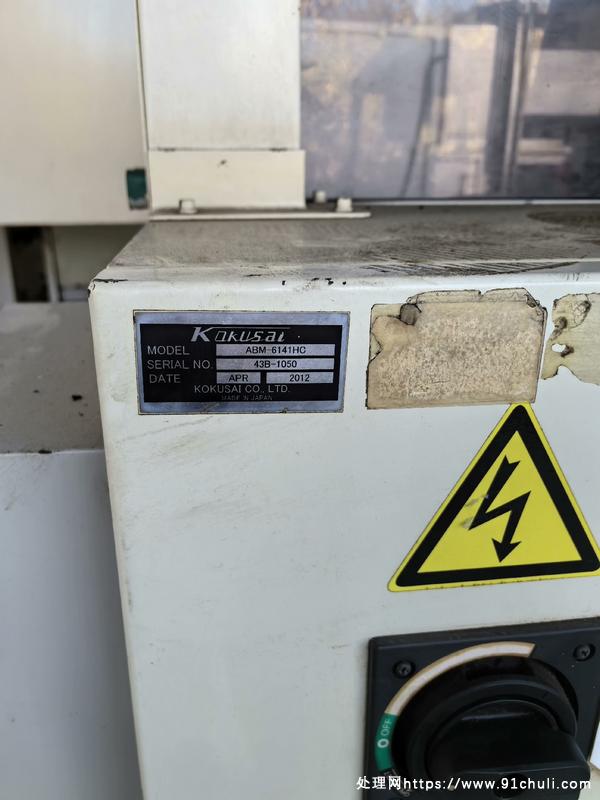 Kokusai
MODEL ABM-6141HC
SERIAL NO. 43B-1050
DATE APR 2012
KOKUSAI CO., LTD.
MADE IN JAPAN
O OFF
处理网https://www.91chuli.com/